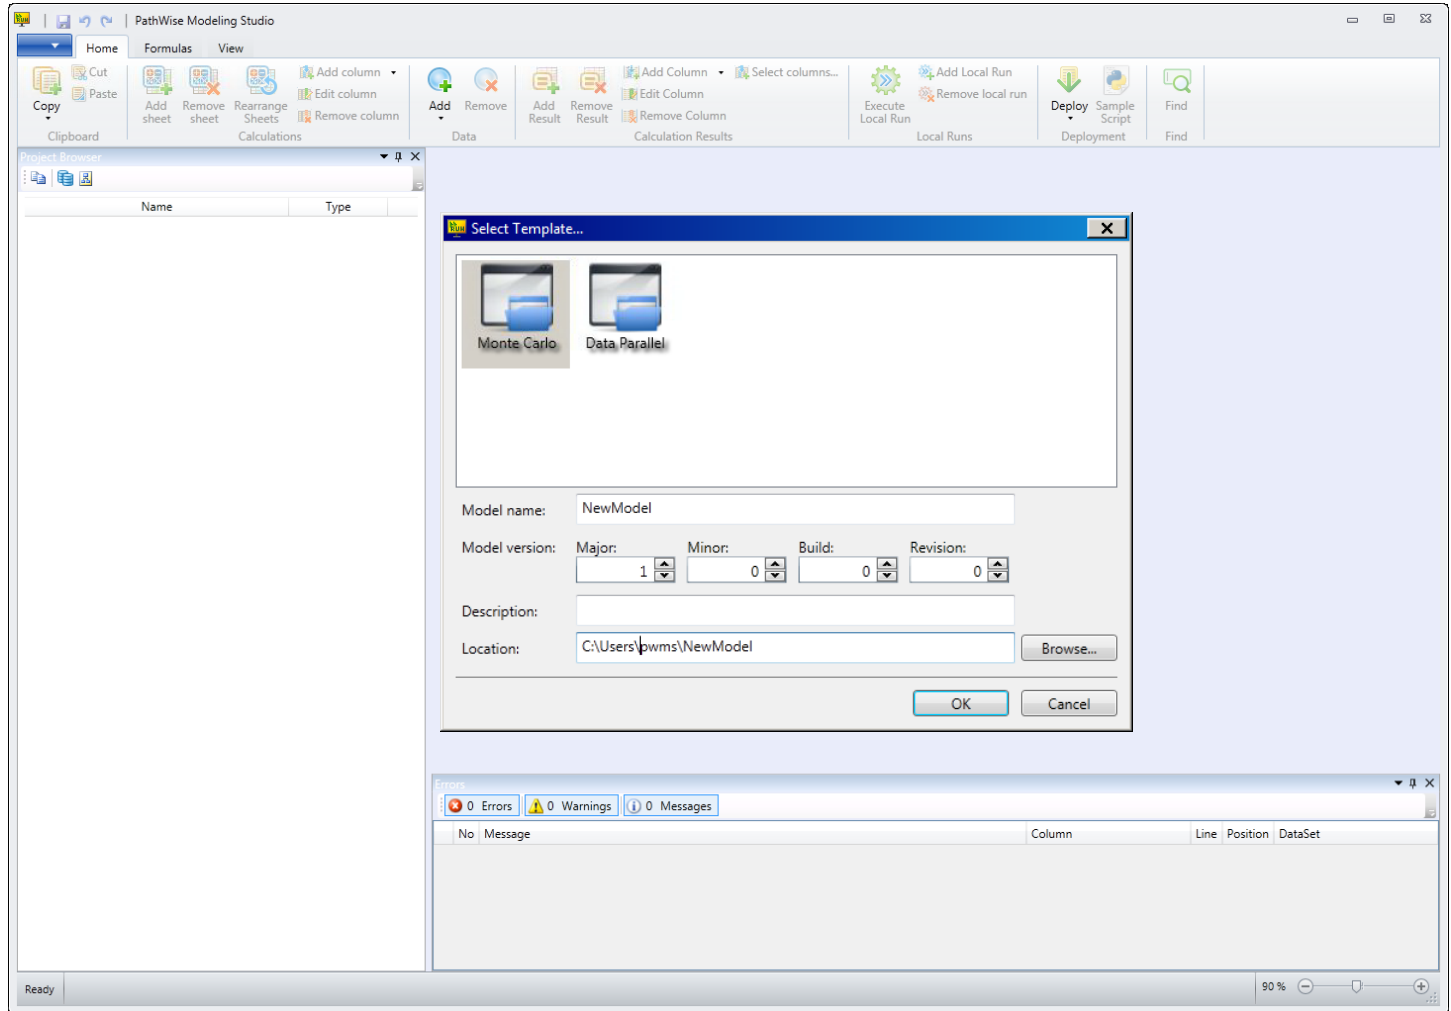 PathWise Modeling Studio
Home Formulas View
Copy
Cut
Paste
Clipboard
Add sheet
Remove sheet
Rearrange Sheets
Add column
Edit column
Remove column
Calculations
Add
Remove
Data
Add Result
Remove Result
Add Column
Edit Column
Remove Column
Select columns...
Calculation Results
Execute Local Run
Add Local Run
Remove local run
Local Runs
Deploy
Sample Script
Deployment
Find
Find
Project Browser
Name Type
RUN
Select Template...
Monte Carlo Data Parallel
Model name: NewModel
Model version: Major: 1 Minor: 0 Build: 0 Revision: 0
Description:
Location: C:\Users\pwms\NewModel Browse...
OK Cancel
Errors
0 Errors 0 Warnings 0 Messages
No Message Column Line Position DataSet
Ready 90 %